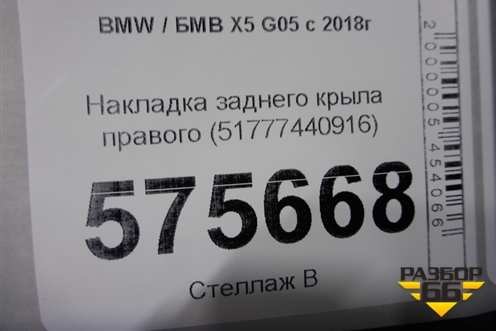 BMW / БМВ X5 G05 с 2018г
Накладка заднего крыла
правого (51777440916)
575668
Стеллаж В
2000005454066
РАЗБОР
66